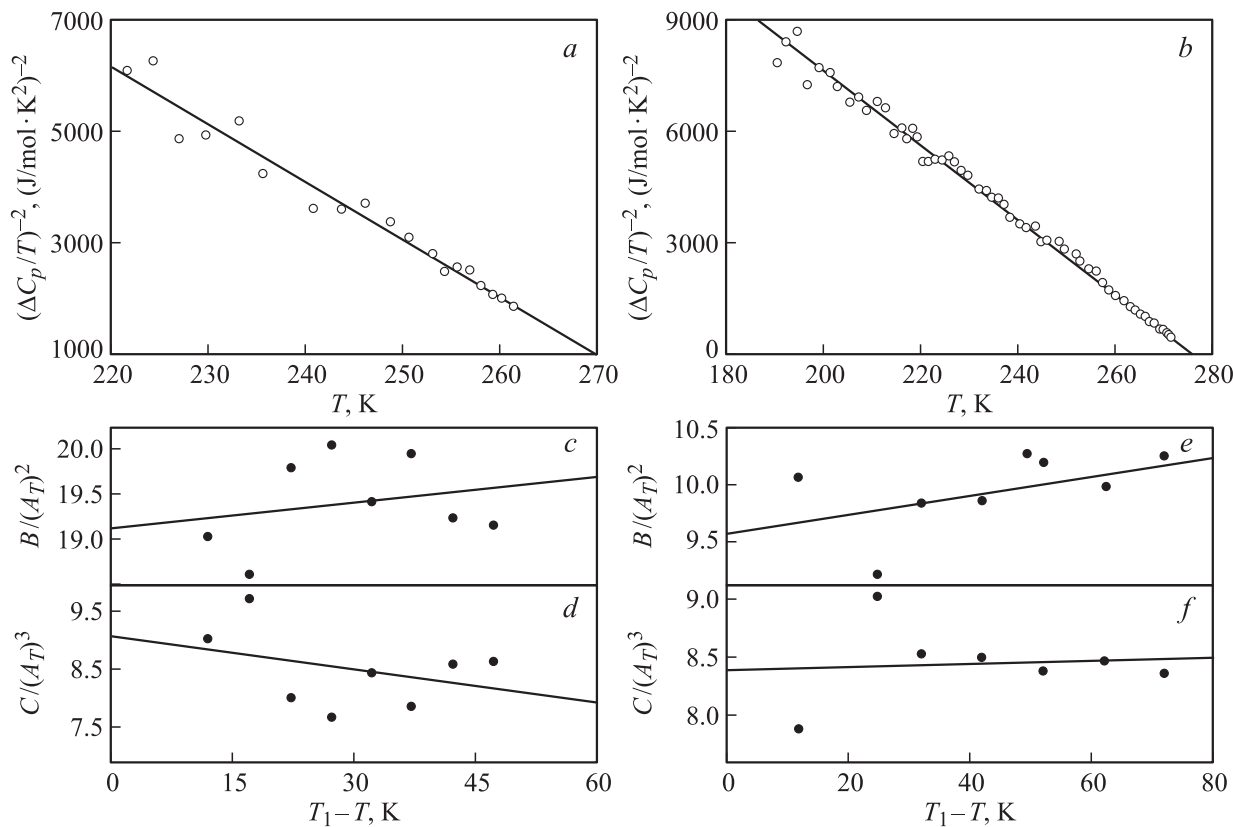 7000
5000
3000
1000
(ΔC_p/T)^−2, (J/mol·K^2)^−2
a
220 230 240 250 260 270
T, K
9000
6000
3000
0
(ΔC_p/T)^−2, (J/mol·K^2)^−2
b
180 200 220 240 260 280
T, K
20.0
19.5
19.0
B/(A_T)^2
c
9.5
8.5
7.5
C/(A_T)^3
d
0 15 30 45 60
T_1−T, K
10.5
10.0
9.5
B/(A_T)^2
e
9.0
8.5
8.0
C/(A_T)^3
f
0 20 40 60 80
T_1−T, K